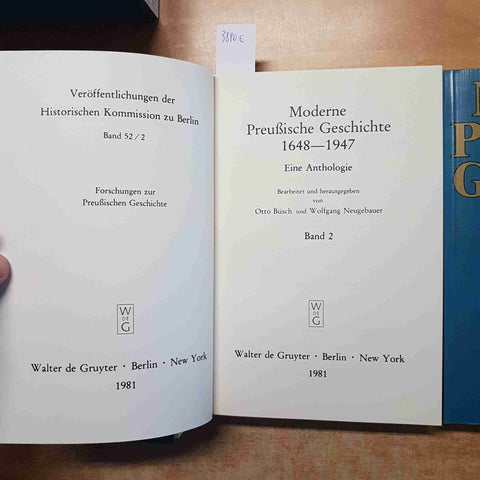 3890E
Veröffentlichungen der
Historischen Kommission zu Berlin
Band 52/2
Forschungen zur
Preußischen Geschichte
W
DE
G
Walter de Gruyter · Berlin · New York
1981
Moderne
Preußische Geschichte
1648—1947
Eine Anthologie
Bearbeitet und herausgegeben
von
Otto Büsch und Wolfgang Neugebauer
Band 2
W
DE
G
Walter de Gruyter · Berlin · New York
1981
P
G